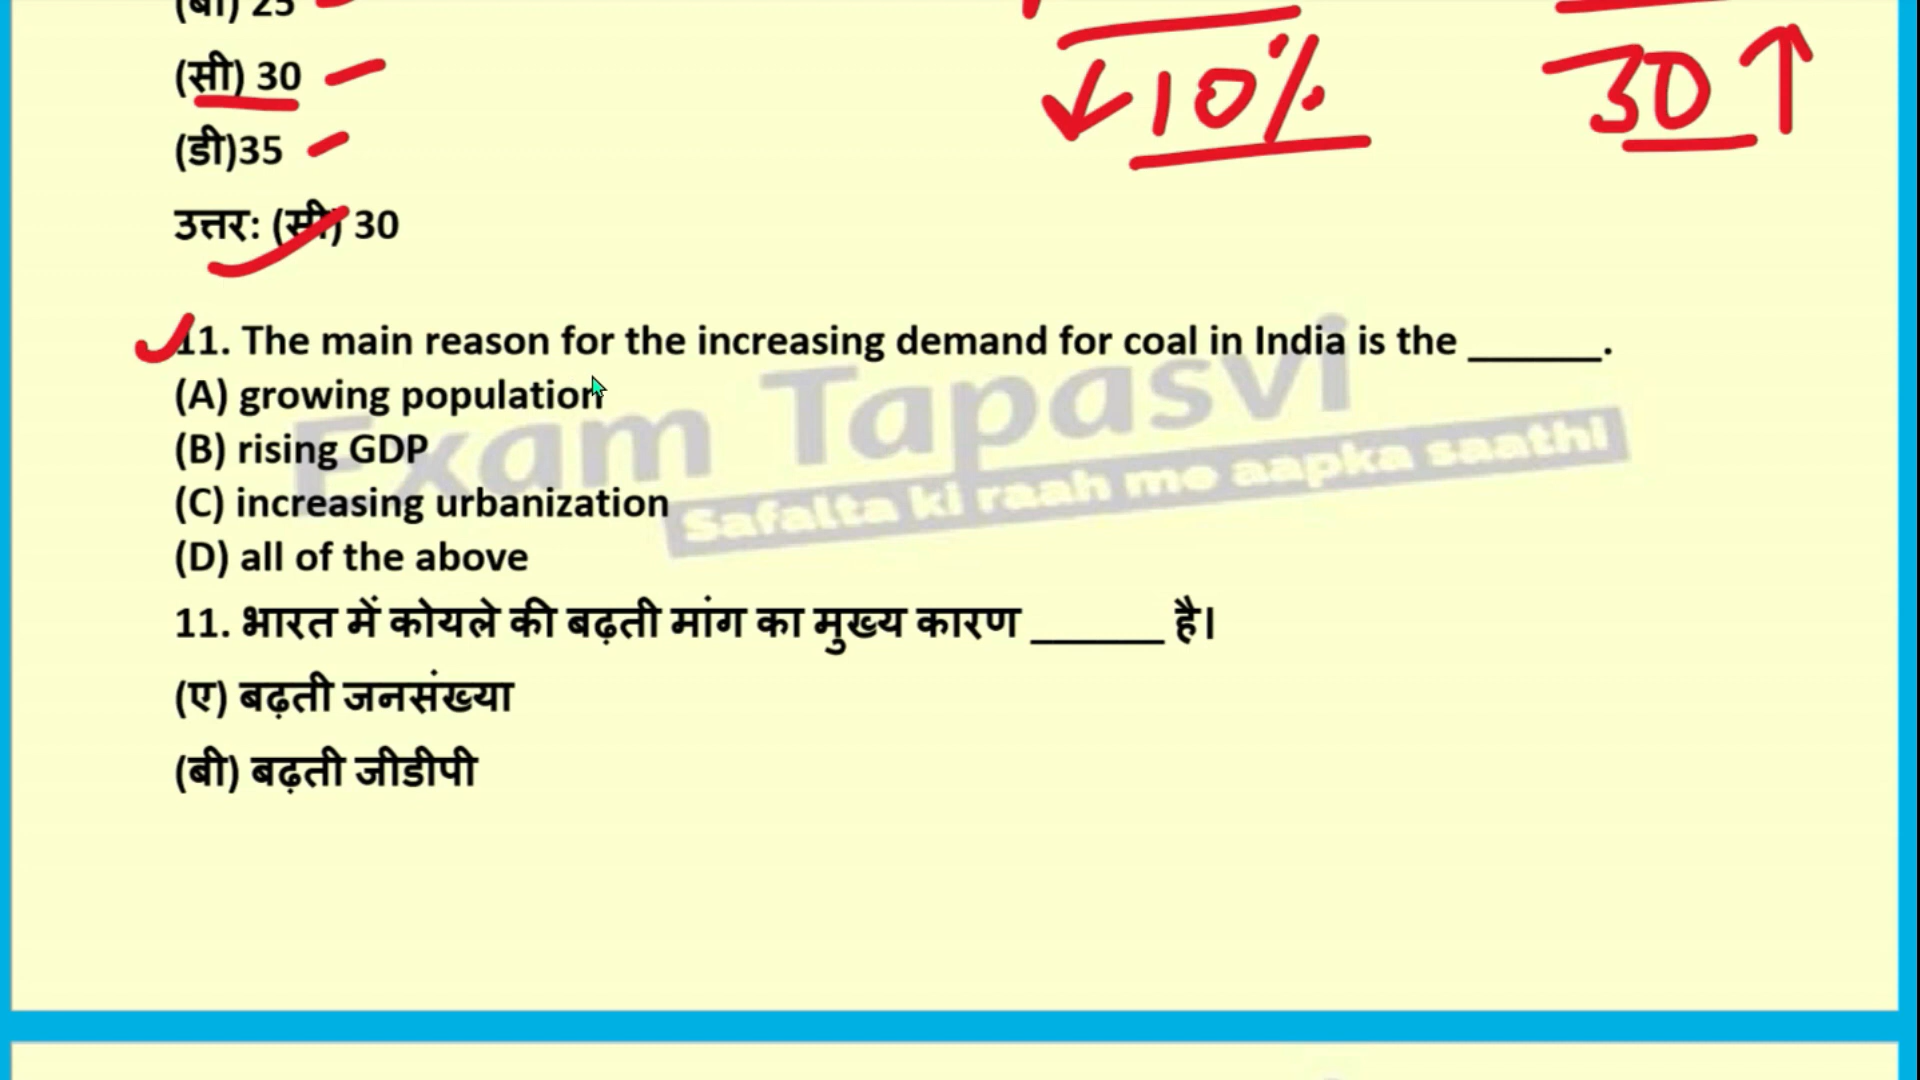 (बी) 25
(सी) 30
10%
30
(डी)35
उत्तर: (सी) 30
11. The main reason for the increasing demand for coal in India is the ______.
(A) growing population
(B) rising GDP
(C) increasing urbanization
(D) all of the above
Exam Tapasvi
Safalta ki raah me aapka saathi
11. भारत में कोयले की बढ़ती मांग का मुख्य कारण ______ है।
(ए) बढ़ती जनसंख्या
(बी) बढ़ती जीडीपी